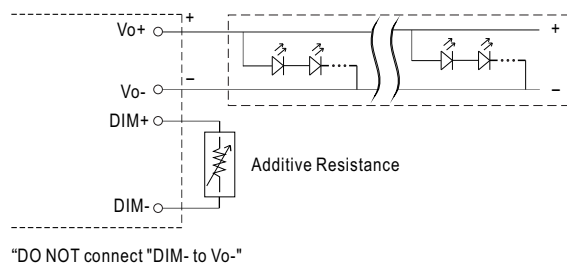 Vo+
+
+
−
Vo-
−
DIM+
Additive Resistance
DIM-
“DO NOT connect "DIM- to Vo-"